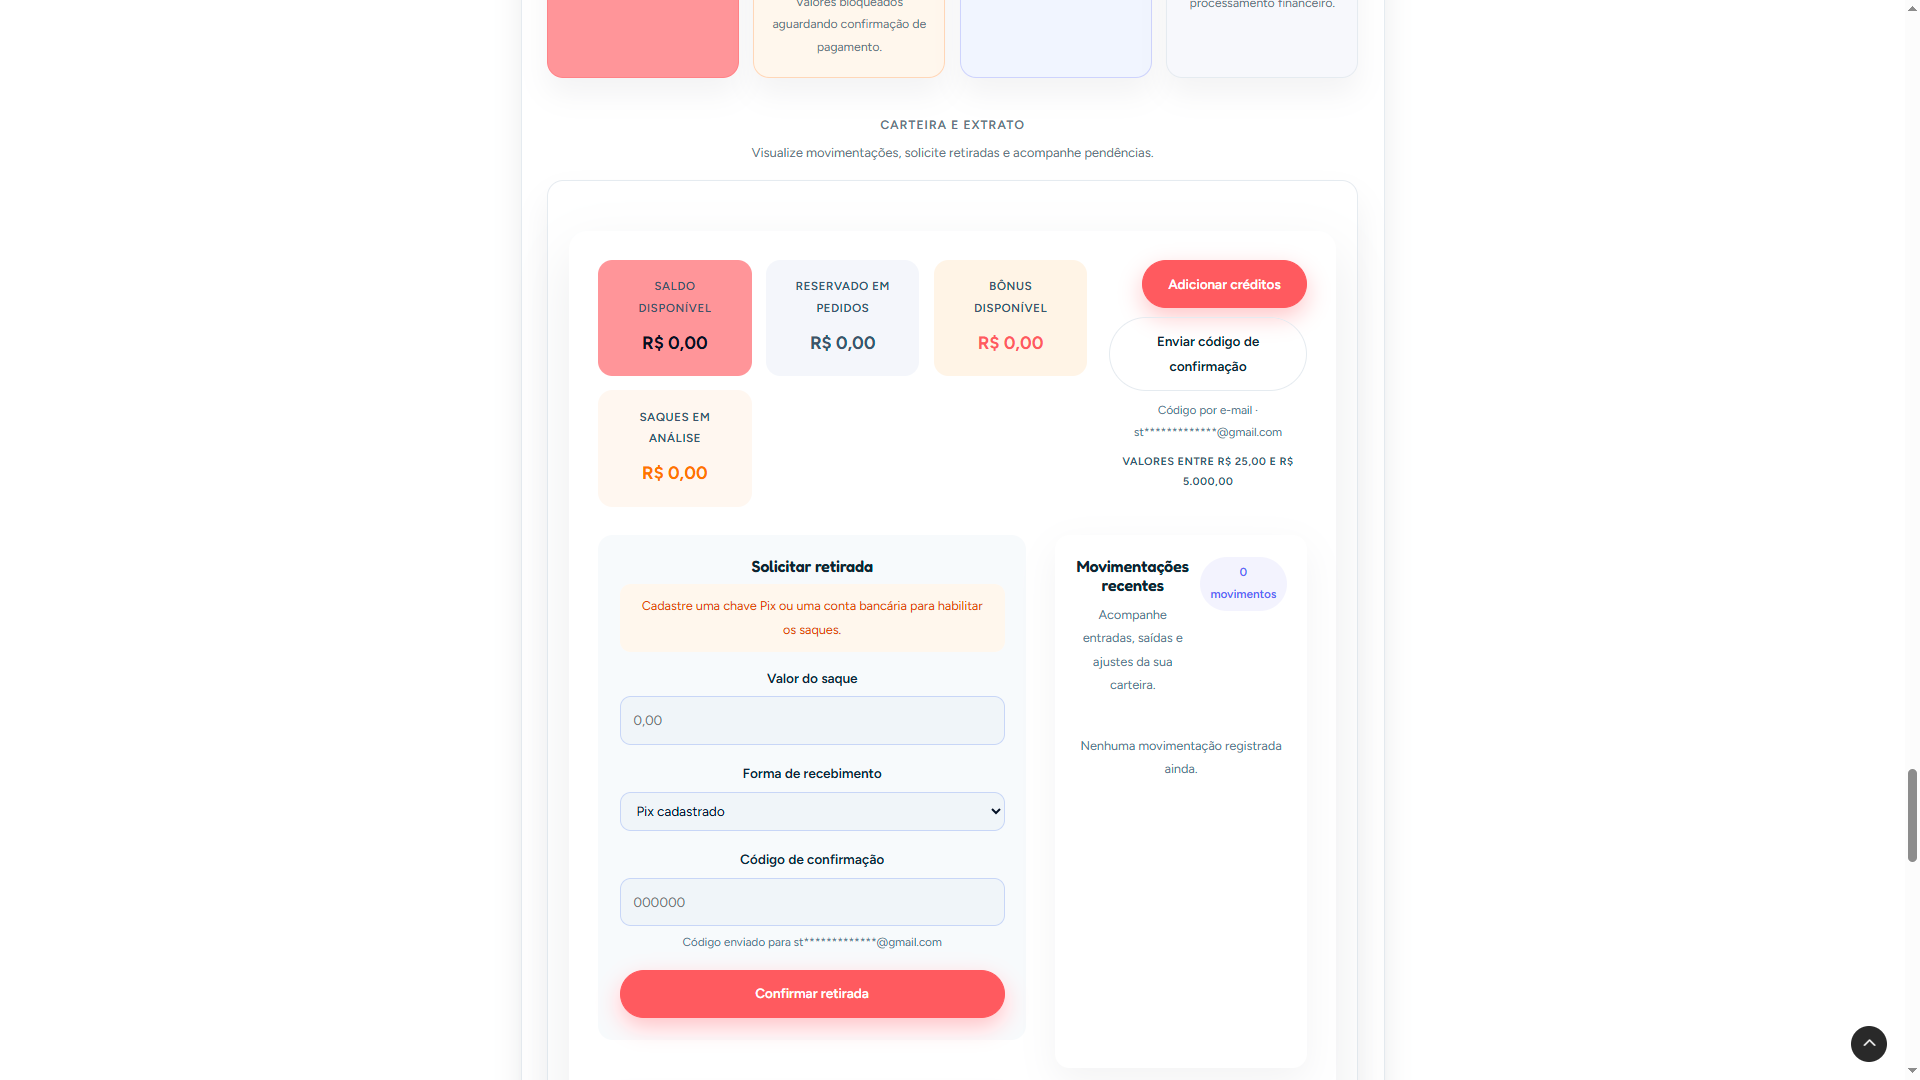 Valores bloqueados
aguardando confirmação de
pagamento.
processamento financeiro.
CARTEIRA E EXTRATO
Visualize movimentações, solicite retiradas e acompanhe pendências.
SALDO
DISPONÍVEL
R$ 0,00
RESERVADO EM
PEDIDOS
R$ 0,00
BÔNUS
DISPONÍVEL
R$ 0,00
SAQUES EM
ANÁLISE
R$ 0,00
Adicionar créditos
Enviar código de
confirmação
Código por e-mail ·
st*************@gmail.com
VALORES ENTRE R$ 25,00 E R$
5.000,00
Solicitar retirada
Cadastre uma chave Pix ou uma conta bancária para habilitar
os saques.
Valor do saque
0,00
Forma de recebimento
Pix cadastrado
Código de confirmação
000000
Código enviado para st*************@gmail.com
Confirmar retirada
Movimentações
recentes
Acompanhe
entradas, saídas e
ajustes da sua
carteira.
0
movimentos
Nenhuma movimentação registrada
ainda.